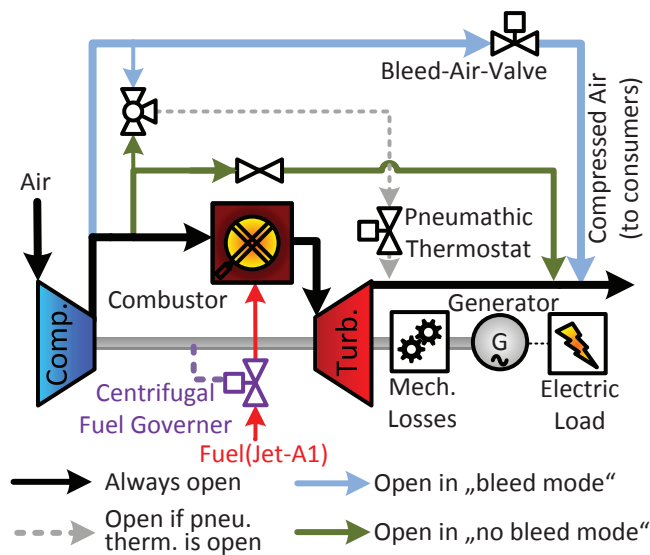 Bleed-Air-Valve
Compressed Air
(to consumers)
Air
Pneumathic
Thermostat
Combustor
Generator
Comp.
Turb.
G
Mech.
Losses
Electric
Load
Centrifugal
Fuel Governer
Fuel(Jet-A1)
Always open
Open in „bleed mode“
Open if pneu.
therm. is open
Open in „no bleed mode“